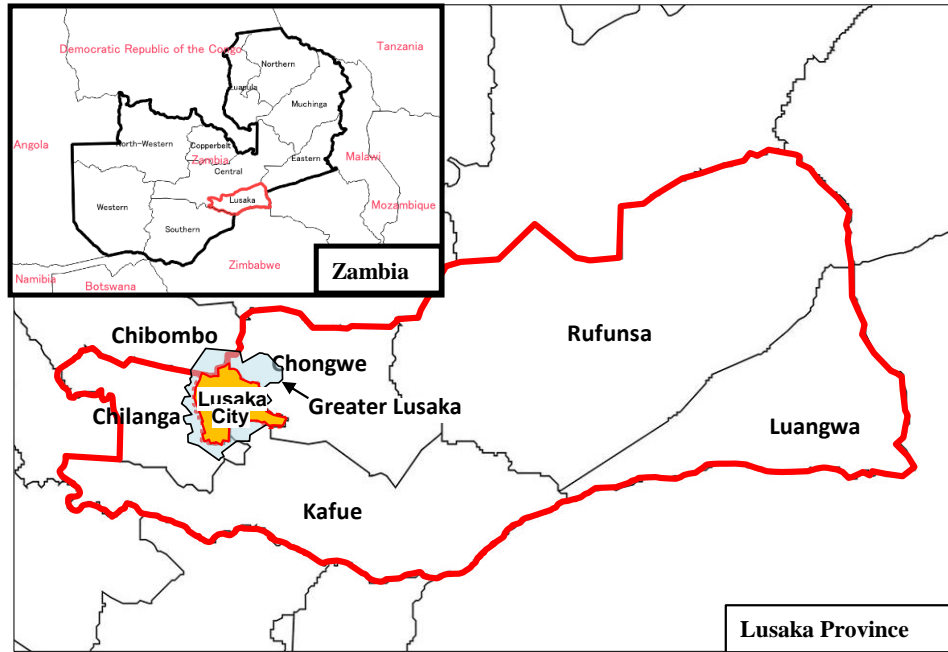 Democratic Republic of the Congo
Tanzania
Northern
Luapula
Muchinga
Angola
North-Western
Copperbelt
Zambia
Central
Eastern
Malawi
Western
Lusaka
Mozambique
Southern
Zimbabwe
Namibia
Botswana
Zambia
Chibombo
Chongwe
Rufunsa
Chilanga
Lusaka
City
Greater Lusaka
Luangwa
Kafue
Lusaka Province